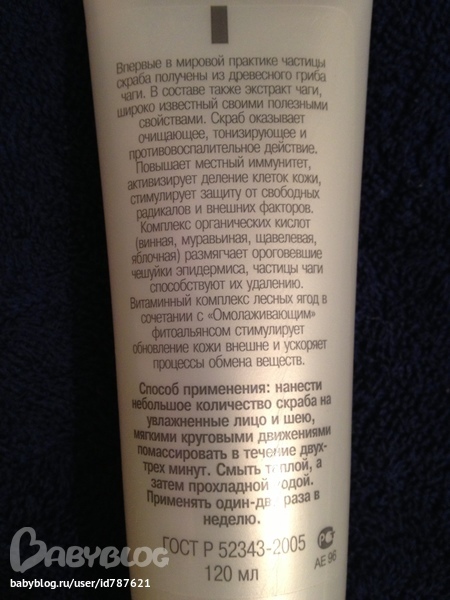 Впервые в мировой практике частицы
скраба получены из древесного гриба
чаги. В составе также экстракт чаги,
широко известный своими полезными
свойствами. Скраб оказывает
очищающее, тонизирующее и
противовоспалительное действие.
Повышает местный иммунитет,
активизирует деление клеток кожи,
стимулирует защиту от свободных
радикалов и внешних факторов.
Комплекс органических кислот
(винная, муравьиная, щавелевая,
яблочная) размягчает ороговевшие
чешуйки эпидермиса, частицы чаги
способствуют их удалению.
Витаминный комплекс лесных ягод в
сочетании с «Омолаживающим»
фитоальянсом стимулирует
обновление кожи внешне и ускоряет
процессы обмена веществ.
Способ применения: нанести
небольшое количество скраба на
увлажненные лицо и шею,
мягкими круговыми движениями
помассировать в течение двух-
трех минут. Смыть теплой, а
затем прохладной водой.
Применять один-два раза в
неделю.
ГОСТ Р 52343-2005
120 мл
РСТ
АЕ 96
BABYBLOG
babyblog.ru/user/id787621